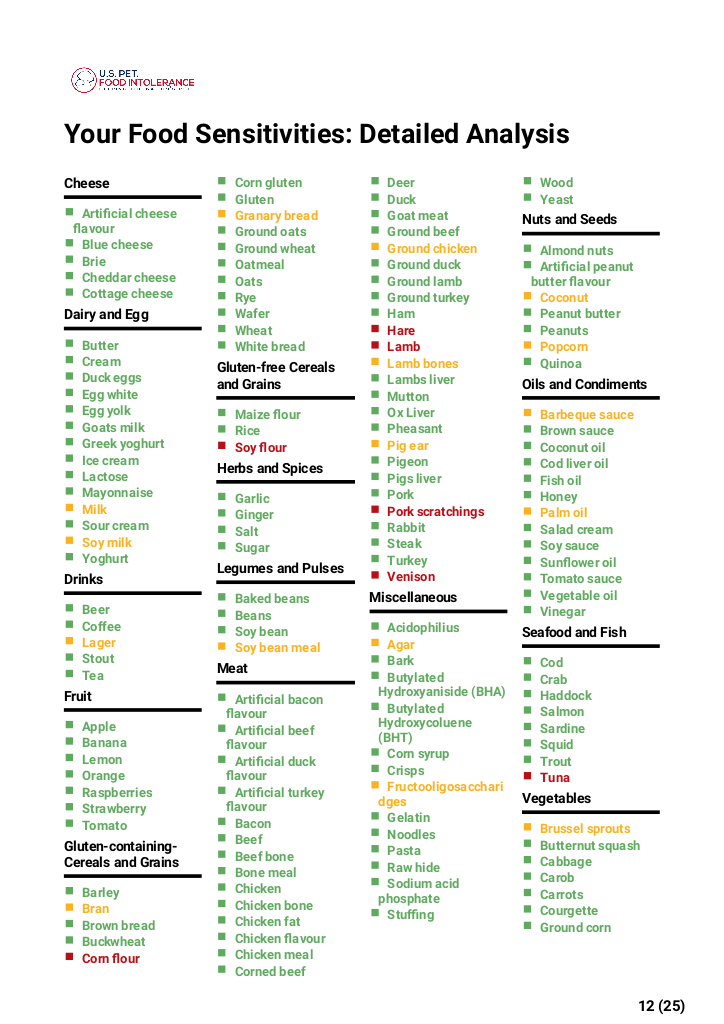 U.S. PET.
FOOD INTOLERANCE
Your Food Sensitivities: Detailed Analysis
Cheese
Artificial cheese
flavour
Blue cheese
Brie
Cheddar cheese
Cottage cheese
Dairy and Egg
Butter
Cream
Duck eggs
Egg white
Egg yolk
Goats milk
Greek yoghurt
Ice cream
Lactose
Mayonnaise
Milk
Sour cream
Soy milk
Yoghurt
Drinks
Beer
Coffee
Lager
Stout
Tea
Fruit
Apple
Banana
Lemon
Orange
Raspberries
Strawberry
Tomato
Gluten-containing-
Cereals and Grains
Barley
Bran
Brown bread
Buckwheat
Corn flour
Corn gluten
Gluten
Granary bread
Ground oats
Ground wheat
Oatmeal
Oats
Rye
Wafer
Wheat
White bread
Gluten-free Cereals
and Grains
Maize flour
Rice
Soy flour
Herbs and Spices
Garlic
Ginger
Salt
Sugar
Legumes and Pulses
Baked beans
Beans
Soy bean
Soy bean meal
Meat
Artificial bacon
flavour
Artificial beef
flavour
Artificial duck
flavour
Artificial turkey
flavour
Bacon
Beef
Beef bone
Bone meal
Chicken
Chicken bone
Chicken fat
Chicken flavour
Chicken meal
Corned beef
Deer
Duck
Goat meat
Ground beef
Ground chicken
Ground duck
Ground lamb
Ground turkey
Ham
Hare
Lamb
Lamb bones
Lambs liver
Mutton
Ox Liver
Pheasant
Pig ear
Pigeon
Pigs liver
Pork
Pork scratchings
Rabbit
Steak
Turkey
Venison
Miscellaneous
Acidophilius
Agar
Bark
Butylated
Hydroxyaniside (BHA)
Butylated
Hydroxycoluene
(BHT)
Corn syrup
Crisps
Fructooligosacchari
dges
Gelatin
Noodles
Pasta
Raw hide
Sodium acid
phosphate
Stuffing
Wood
Yeast
Nuts and Seeds
Almond nuts
Artificial peanut
butter flavour
Coconut
Peanut butter
Peanuts
Popcorn
Quinoa
Oils and Condiments
Barbeque sauce
Brown sauce
Coconut oil
Cod liver oil
Fish oil
Honey
Palm oil
Salad cream
Soy sauce
Sunflower oil
Tomato sauce
Vegetable oil
Vinegar
Seafood and Fish
Cod
Crab
Haddock
Salmon
Sardine
Squid
Trout
Tuna
Vegetables
Brussel sprouts
Butternut squash
Cabbage
Carob
Carrots
Courgette
Ground corn
12 (25)